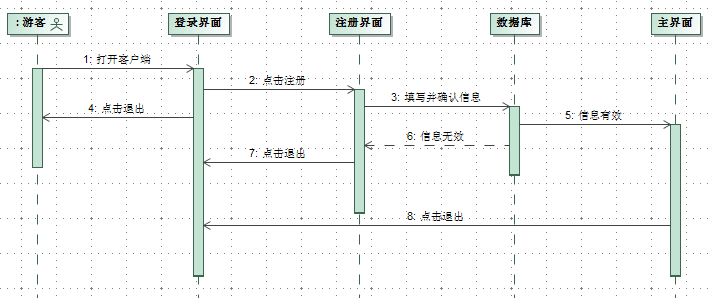 : 游客
登录界面
注册界面
数据库
主界面
1: 打开客户端
2: 点击注册
3: 填写并确认信息
4: 点击退出
5: 信息有效
6: 信息无效
7: 点击退出
8: 点击退出